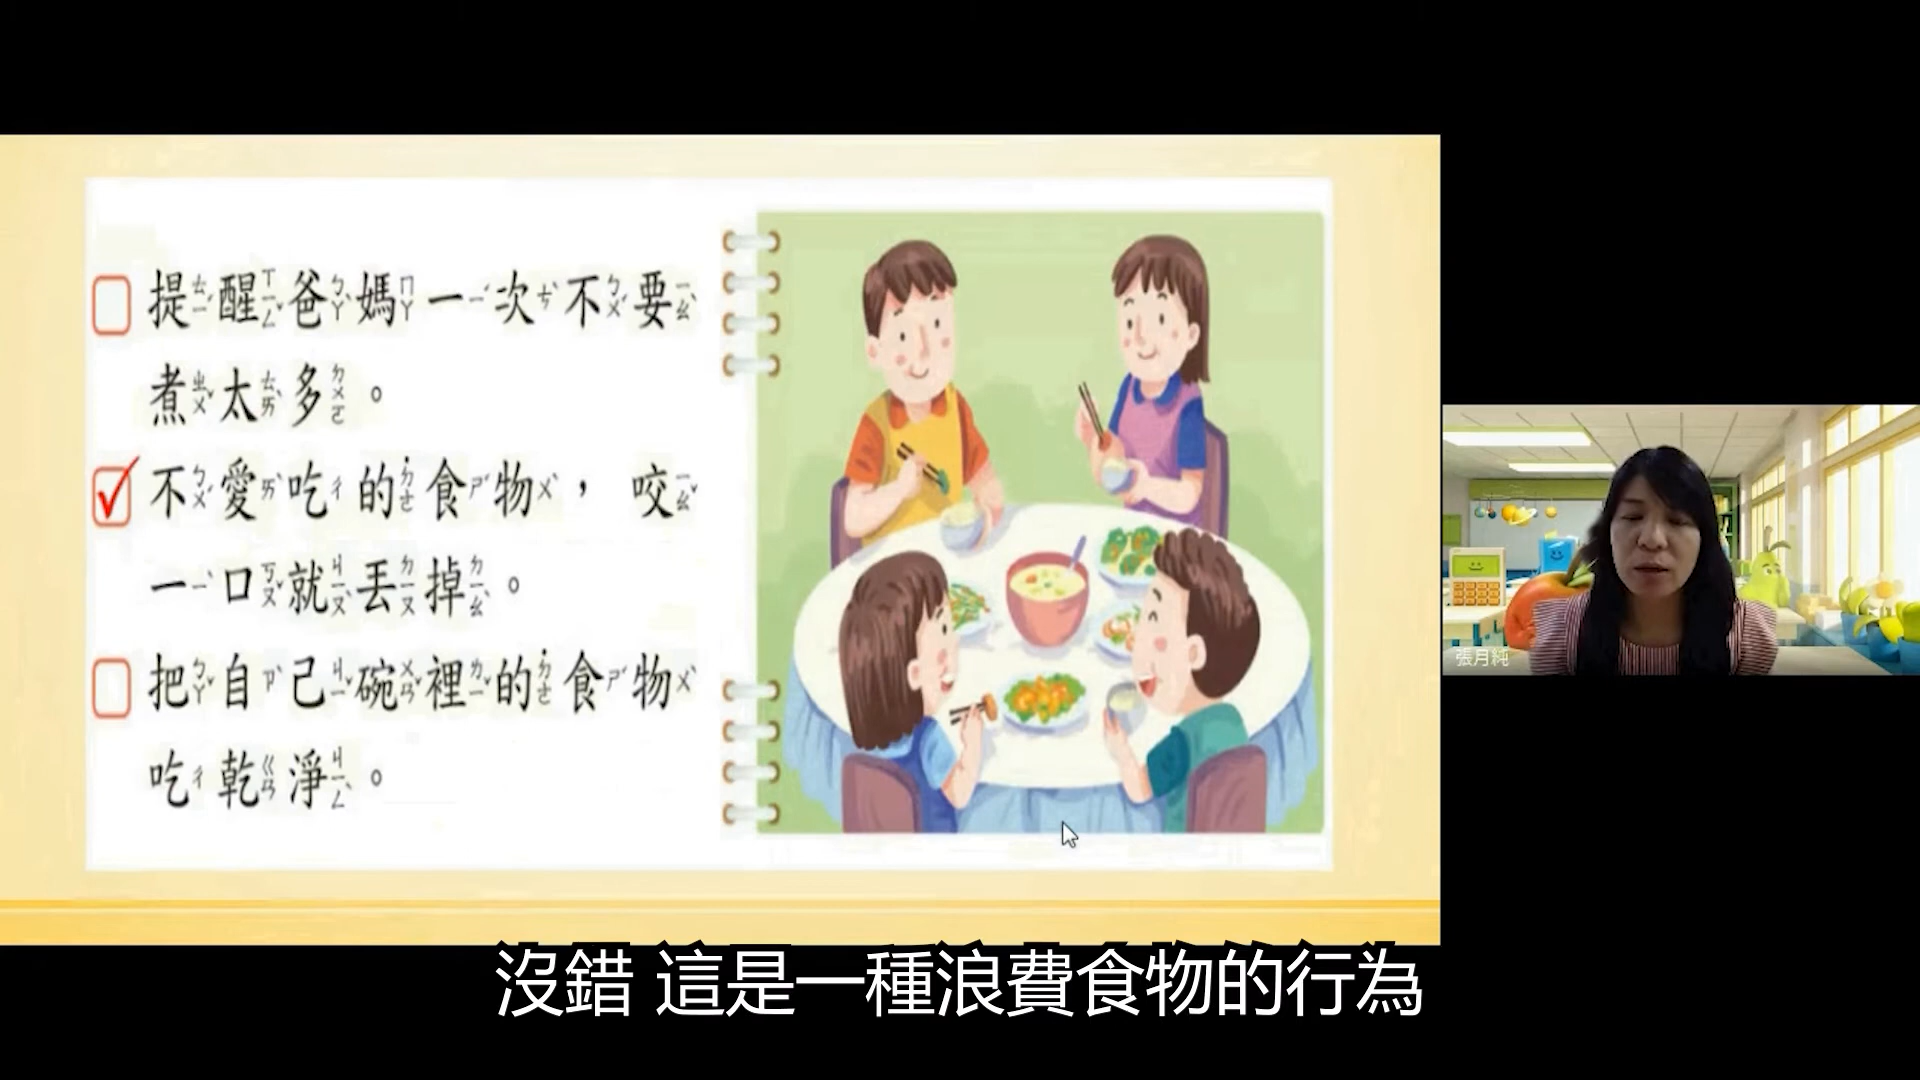 提醒爸媽一次不要
煮太多。
不愛吃的食物，咬
一口就丟掉。
把自己碗裡的食物
吃乾淨。
張月純
沒錯 這是一種浪費食物的行為